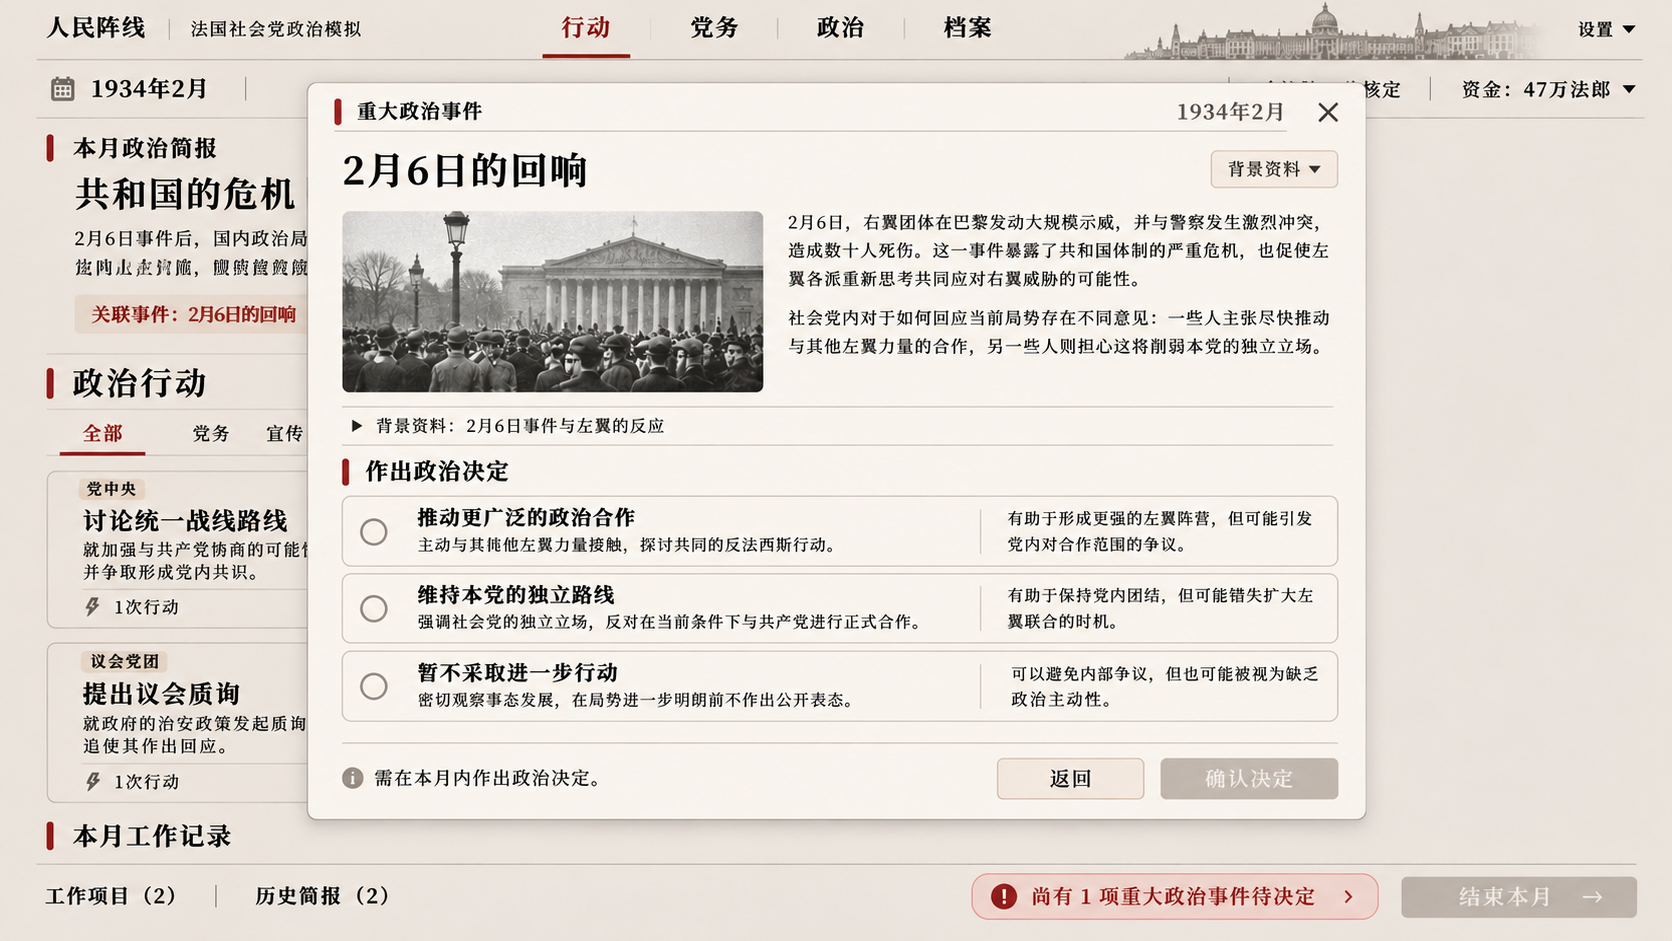 人民阵线
法国社会党政治模拟
行动
党务
政治
档案
设置
1934年2月
核定
资金：47万法郎
本月政治简报
共和国的危机
2月6日事件后，国内政治局
关联事件：2月6日的回响
政治行动
全部
党务
宣传
党中央
讨论统一战线路线
就加强与共产党协商的可能
并争取形成党内共识。
1次行动
议会党团
提出议会质询
就政府的治安政策发起质询
追使其作出回应。
1次行动
本月工作记录
工作项目（2）
历史简报（2）
重大政治事件
1934年2月
2月6日的回响
背景资料
2月6日，右翼团体在巴黎发动大规模示威，并与警察发生激烈冲突，
造成数十人死伤。这一事件暴露了共和国体制的严重危机，也促使左
翼各派重新思考共同应对右翼威胁的可能性。
社会党内对于如何回应当前局势存在不同意见：一些人主张尽快推动
与其他左翼力量的合作，另一些人则担心这将削弱本党的独立立场。
背景资料：2月6日事件与左翼的反应
作出政治决定
推动更广泛的政治合作
主动与其他左翼力量接触，探讨共同的反法西斯行动。
有助于形成更强的左翼阵营，但可能引发
党内对合作范围的争议。
维持本党的独立路线
强调社会党的独立立场，反对在当前条件下与共产党进行正式合作。
有助于保持党内团结，但可能错失扩大左
翼联合的时机。
暂不采取进一步行动
密切观察事态发展，在局势进一步明朗前不作出公开表态。
可以避免内部争议，但也可能被视为缺乏
政治主动性。
需在本月内作出政治决定。
返回
确认决定
尚有 1 项重大政治事件待决定
结束本月